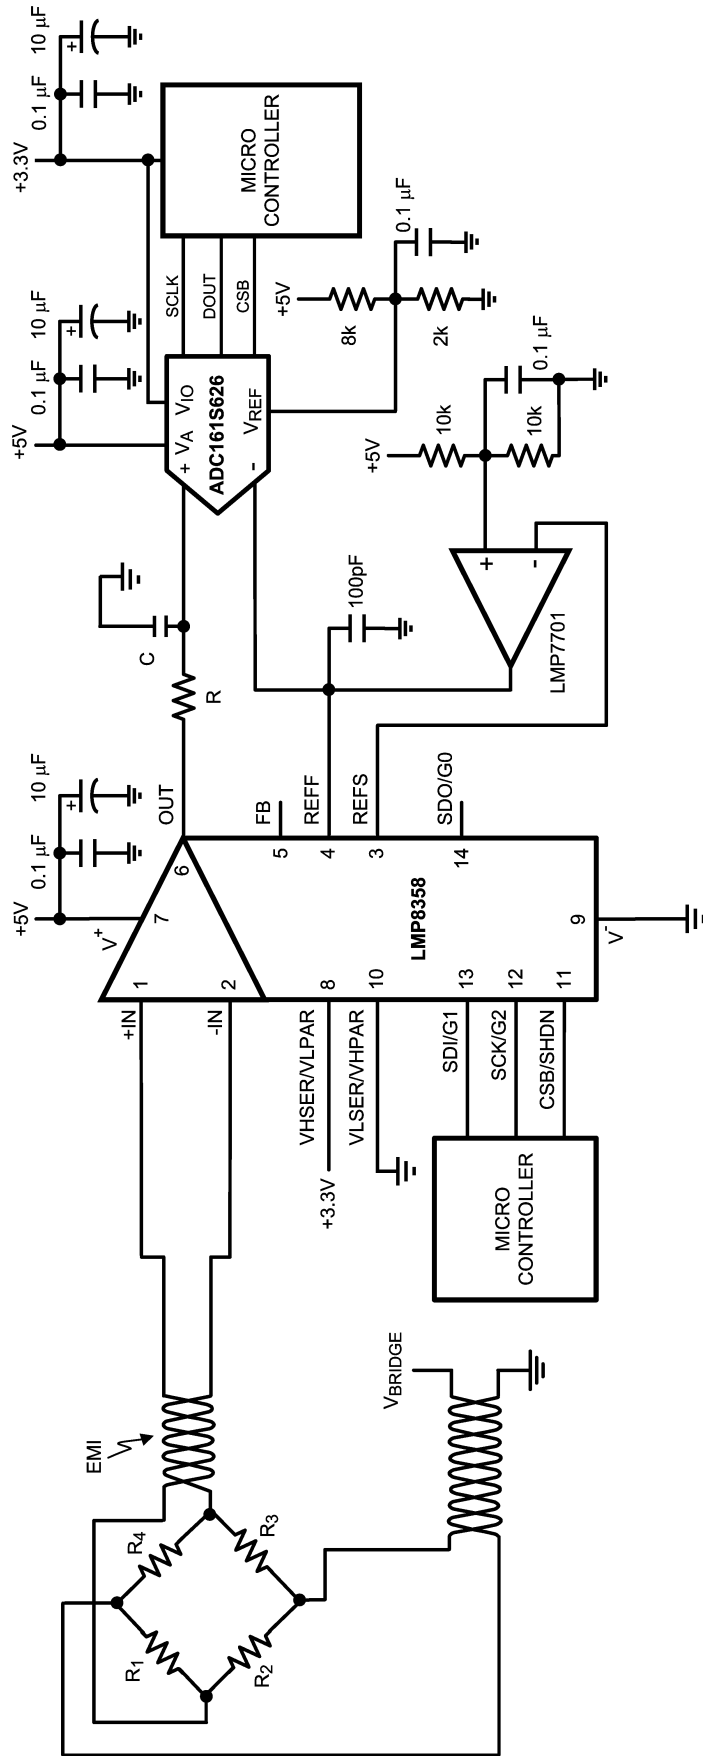 EMI
R4
R1
R3
R2
VBRIDGE
+IN
-IN
1
2
+5V
V+
7
0.1 µF
10 µF
+
6
OUT
FB
5
REFF
4
REFS
3
SDO/G0
14
LMP8358
VHSER/VLPAR
8
+3.3V
VLSER/VHPAR
10
SDI/G1
13
SCK/G2
12
CSB/SHDN
11
9
V-
MICRO
CONTROLLER
R
C
100pF
LMP7701
+
-
+5V
10k
10k
0.1 µF
+
-
ADC161S626
VA
VIO
VREF
+5V
0.1 µF
10 µF
+
SCLK
DOUT
CSB
MICRO
CONTROLLER
+3.3V
0.1 µF
10 µF
+
+5V
8k
2k
0.1 µF